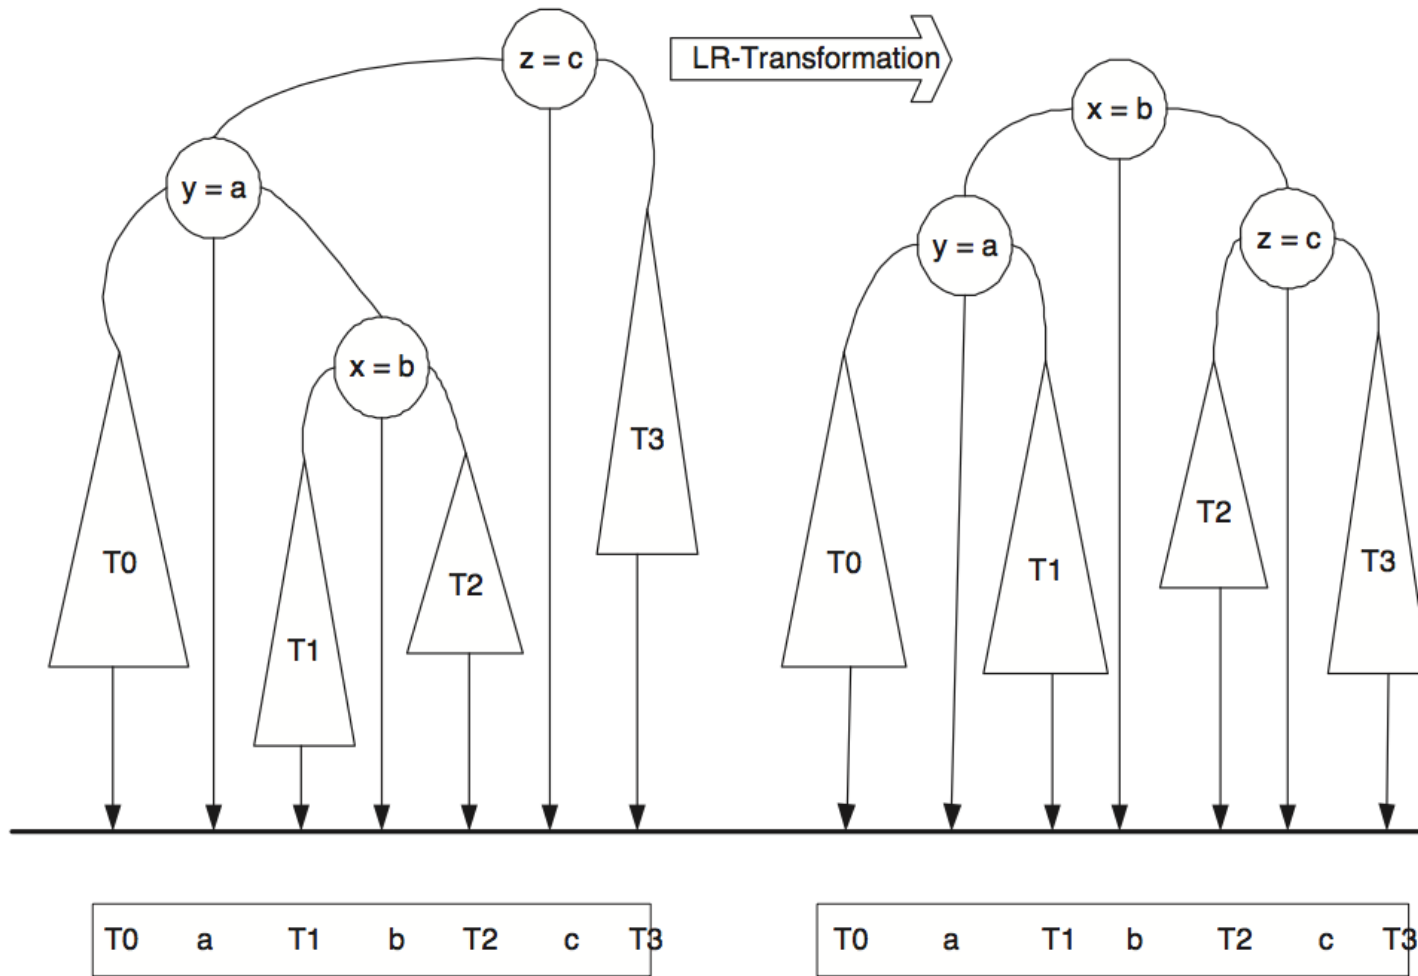 z = c
LR-Transformation
x = b
y = a
y = a
z = c
x = b
T3
T2
T0
T2
T0
T1
T3
T1
T0 a T1 b T2 c T3
T0 a T1 b T2 c T3